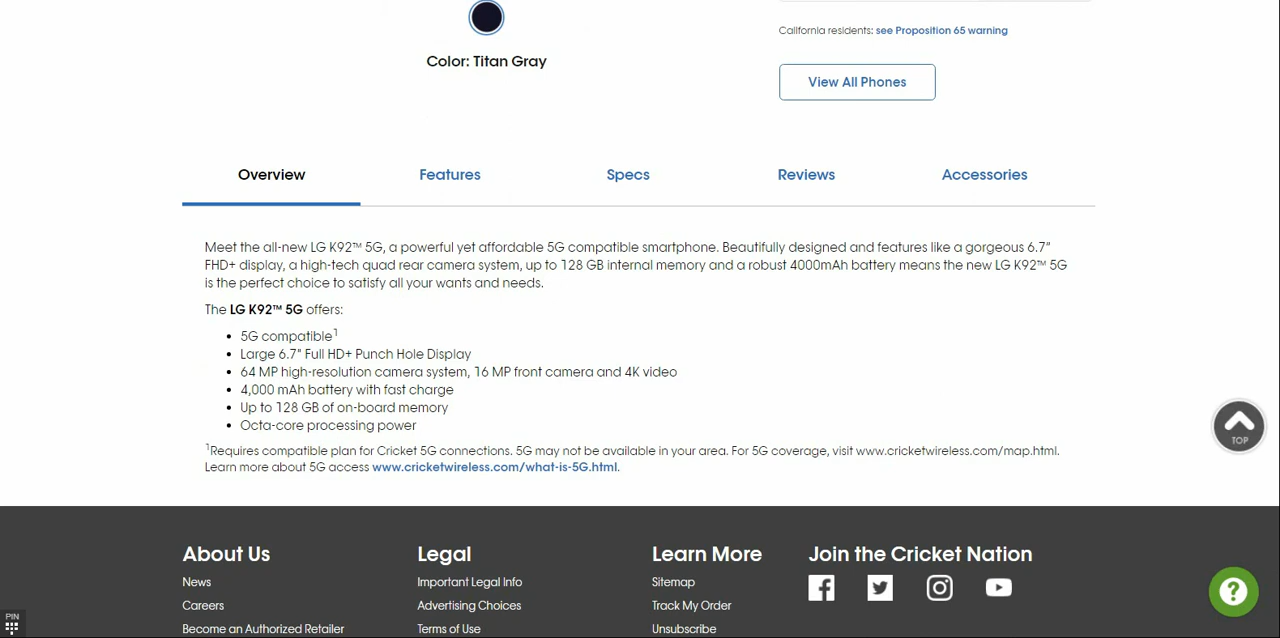 California residents: see Proposition 65 warning
Color: Titan Gray
View All Phones
Overview
Features
Specs
Reviews
Accessories
Meet the all-new LG K92™ 5G, a powerful yet affordable 5G compatible smartphone. Beautifully designed and features like a gorgeous 6.7"
FHD+ display, a high-tech quad rear camera system, up to 128 GB internal memory and a robust 4000mAh battery means the new LG K92™ 5G
is the perfect choice to satisfy all your wants and needs.
The LG K92™ 5G offers:
• 5G compatible¹
• Large 6.7" Full HD+ Punch Hole Display
• 64 MP high-resolution camera system, 16 MP front camera and 4K video
• 4,000 mAh battery with fast charge
• Up to 128 GB of on-board memory
• Octa-core processing power
¹Requires compatible plan for Cricket 5G connections. 5G may not be available in your area. For 5G coverage, visit www.cricketwireless.com/map.html.
Learn more about 5G access www.cricketwireless.com/what-is-5G.html.
TOP
About Us
News
Careers
Become an Authorized Retailer
Legal
Important Legal Info
Advertising Choices
Terms of Use
Learn More
Sitemap
Track My Order
Unsubscribe
Join the Cricket Nation
?
PIN